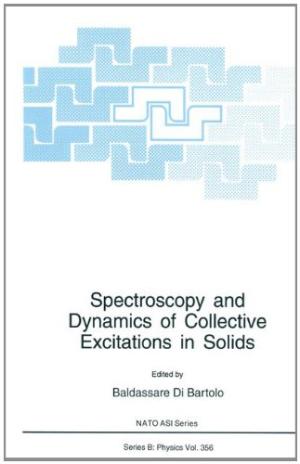 Spectroscopy and
Dynamics of Collective
Excitations in Solids
Edited by
Baldassare Di Bartolo
NATO ASI Series
Series B: Physics Vol. 356